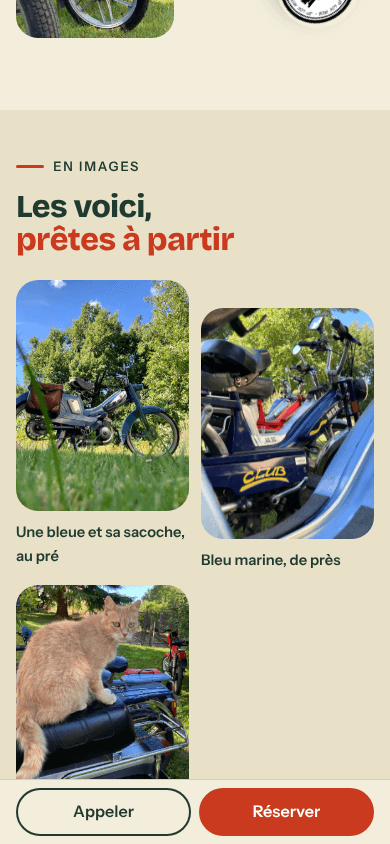 EN IMAGES
Les voici,
prêtes à partir
CLUB
Une bleue et sa sacoche,
au pré
Bleu marine, de près
Appeler
Réserver